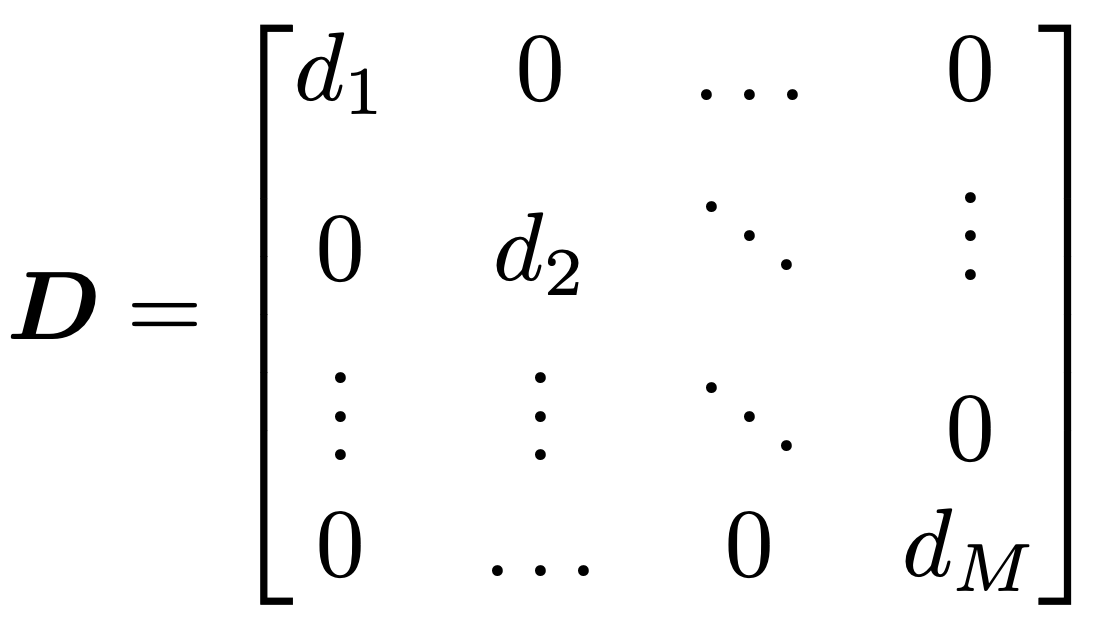 d₁ 0 … 0
0 d₂ ⋱ ⋮
D =
⋮ ⋮ ⋱ 0
0 … 0 d_M